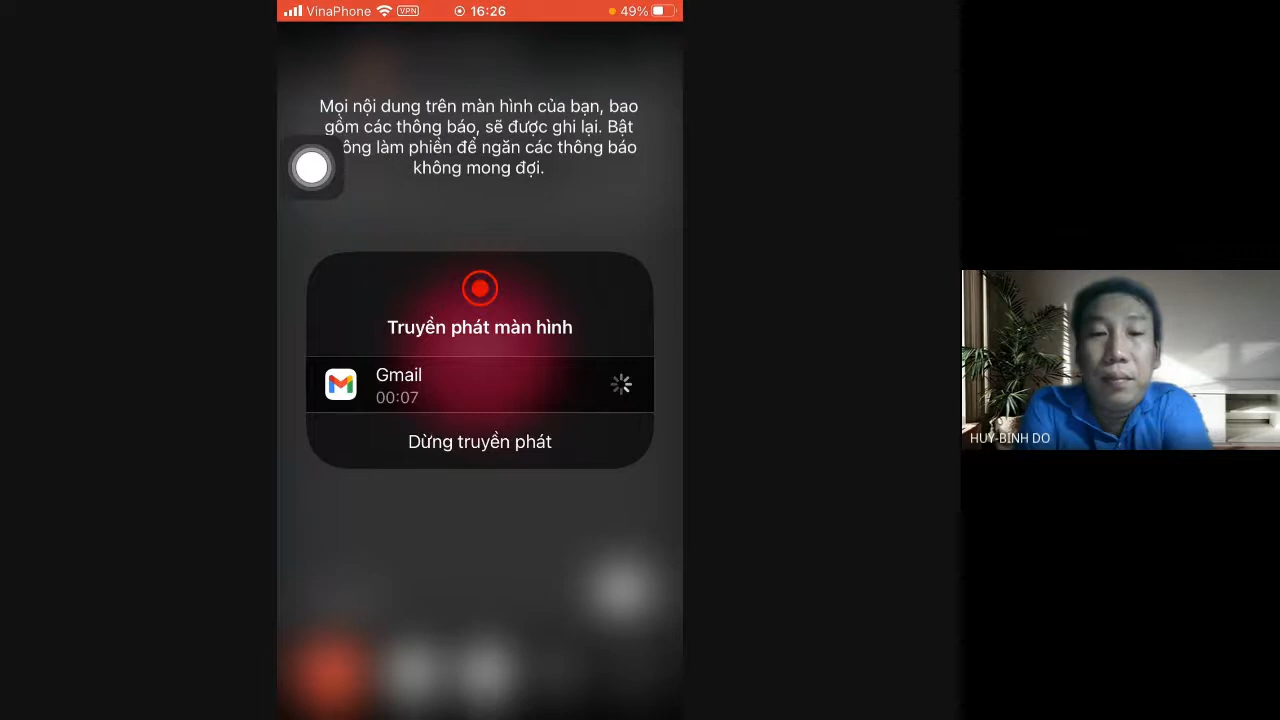 VinaPhone VPN 16:26 49%
Mọi nội dung trên màn hình của bạn, bao
gồm các thông báo, sẽ được ghi lại. Bật
làm phiền để ngăn các thông báo
không mong đợi.
Truyền phát màn hình
Gmail
00:07
Dừng truyền phát
HUY-BINH DO